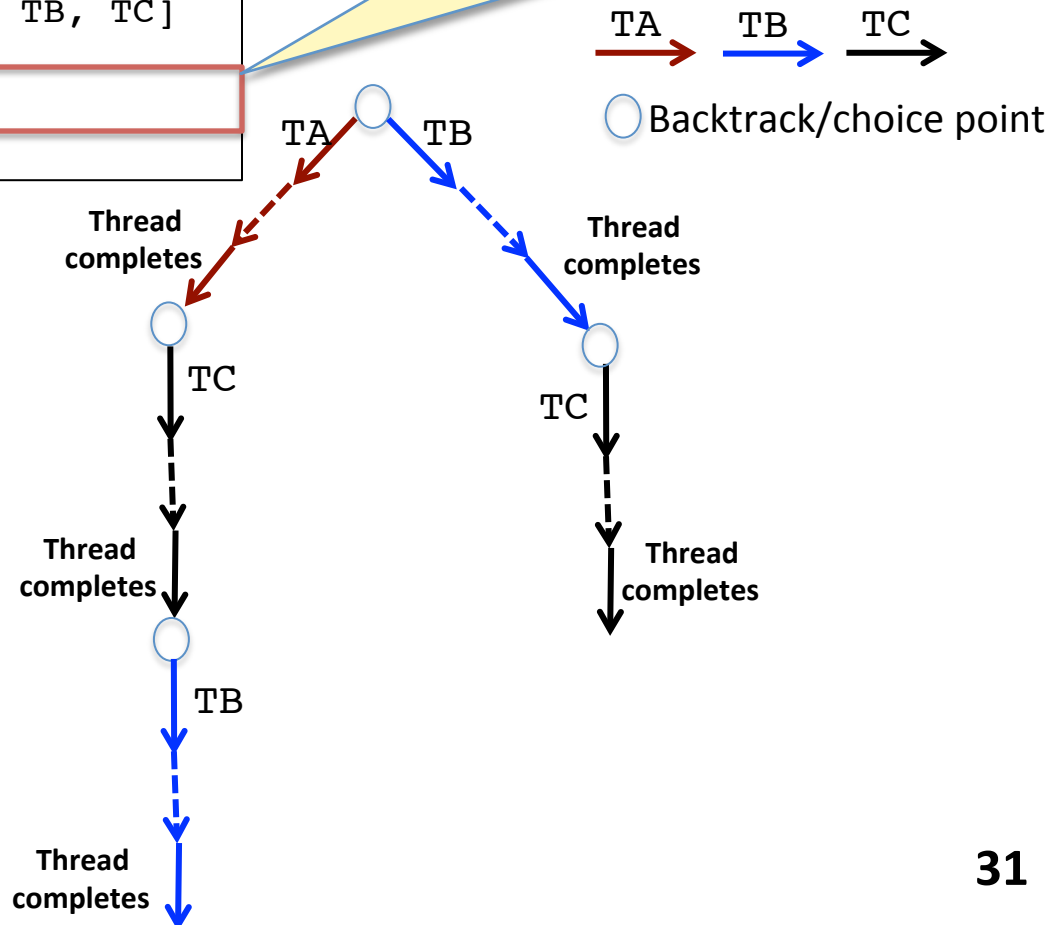 TB, TC]
TA TB TC
Backtrack/choice point
TA TB
Thread
completes
Thread
completes
TC
TC
Thread
completes
Thread
completes
TB
Thread
completes
31